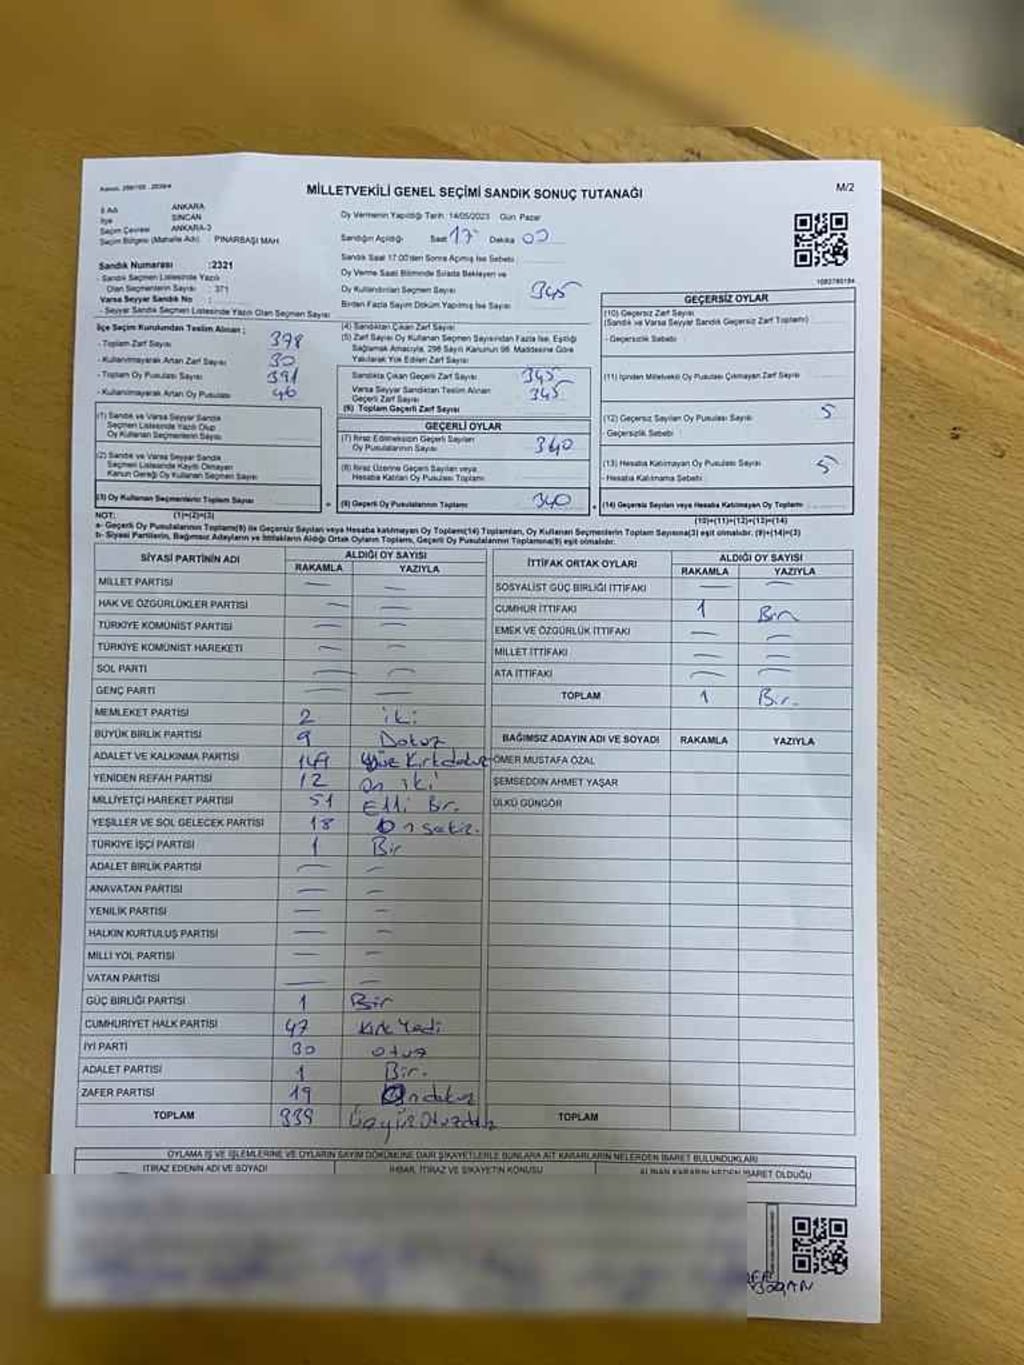 MİLLETVEKİLİ GENEL SEÇİMİ SANDIK SONUÇ TUTANAĞI
M/2
İl Adı ANKARA
İlçe SİNCAN
Seçim Çevresi ANKARA-3
Seçim Bölgesi (Mahalle Adı) PINARBAŞI MAH.
Oy Vermenin Yapıldığı Tarih :14/05/2023 Gün Pazar
Sandığın Açıldığı Saat 17 Dakika 00
Sandık Saat 17.00'den Sonra Açılmış İse Sebebi :
Oy Verme Saati Bitiminde Sırada Bekleyen ve
Oy Kullandırılan Seçmen Sayısı 345
Birden Fazla Sayım Döküm Yapılmış İse Sayısı
Sandık Numarası :2321
- Sandık Seçmen Listesinde Yazılı
Olan Seçmenlerin Sayısı : 371
Varsa Seyyar Sandık No :
- Seyyar Sandık Seçmen Listesinde Yazılı Olan Seçmen Sayısı
İlçe Seçim Kurulundan Teslim Alınan ;
- Toplam Zarf Sayısı 398
- Kullanılmayarak Artan Zarf Sayısı 30
- Toplam Oy Pusulası Sayısı 391
- Kullanılmayarak Artan Oy Pusulası 46
(1) Sandık ve Varsa Seyyar Sandık
Seçmen Listesinde Yazılı Olup
Oy Kullanan Seçmenlerin Sayısı
(2) Sandık ve Varsa Seyyar Sandık
Seçmen Listesinde Kayıtlı Olmayan
Kanun Gereği Oy Kullanan Seçmen Sayısı
(3) Oy Kullanan Seçmenlerin Toplam Sayısı
(1)+(2)=(3)
(4) Sandıktan Çıkan Zarf Sayısı
(5) Zarf Sayısı Oy Kullanan Seçmen Sayısından Fazla İse, Eşitliği
Sağlamak Amacıyla, 298 Sayılı Kanunun 98. Maddesine Göre
Yakılarak Yok Edilen Zarf Sayısı
Sandıkta Çıkan Geçerli Zarf Sayısı 345
Varsa Seyyar Sandıktan Teslim Alınan
Geçerli Zarf Sayısı 345
(6) Toplam Geçerli Zarf Sayısı
GEÇERLİ OYLAR
(7) İtiraz Edilmeksizin Geçerli Sayılan
Oy Pusulalarının Sayısı 340
(8) İtiraz Üzerine Geçerli Sayılan veya
Hesaba Katılan Oy Pusulası Toplamı
(9) Geçerli Oy Pusulalarının Toplamı 340
GEÇERSİZ OYLAR
(10) Geçersiz Zarf Sayısı
(Sandık ve Varsa Seyyar Sandık Geçersiz Zarf Toplamı)
- Geçersizlik Sebebi :
(11) İçinden Milletvekili Oy Pusulası Çıkmayan Zarf Sayısı
(12) Geçersiz Sayılan Oy Pusulası Sayısı 5
- Geçersizlik Sebebi :
(13) Hesaba Katılmayan Oy Pusulası Sayısı 5
- Hesaba Katılmama Sebebi
(14) Geçersiz Sayılan veya Hesaba Katılmayan Oy Toplamı
(10)+(11)+(12)+(13)=(14)
NOT:
a- Geçerli Oy Pusulalarının Toplamı(9) ile Geçersiz Sayılan veya Hesaba katılmayan Oy Toplamı(14) Toplamları, Oy Kullanan Seçmenlerin Toplam Sayısına(3) eşit olmalıdır. (9)+(14)=(3)
b- Siyasi Partilerin, Bağımsız Adayların ve İttifakların Aldığı Ortak Oyların Toplamı, Geçerli Oy Pusulalarının Toplamına(9) eşit olmalıdır.
SİYASİ PARTİNİN ADI ALDIĞI OY SAYISI
RAKAMLA YAZIYLA
MİLLET PARTİSI — —
HAK VE ÖZGÜRLÜKLER PARTİSI — —
TÜRKİYE KOMÜNİST PARTİSI — —
TÜRKİYE KOMÜNİST HAREKETİ — —
SOL PARTI — —
GENÇ PARTI — —
MEMLEKET PARTİSI 2 iki
BÜYÜK BİRLİK PARTİSI 9 Dokuz
ADALET VE KALKINMA PARTİSI 149 Yüz Kırkdokuz
YENİDEN REFAH PARTİSI 12 On iki
MİLLİYETÇİ HAREKET PARTİSI 51 Elli Bir.
YEŞİLLER VE SOL GELECEK PARTİSI 18 On sekiz.
TÜRKİYE İŞÇİ PARTİSI 1 Bir
ADALET BİRLİK PARTİSI — —
ANAVATAN PARTİSI — —
YENİLİK PARTİSI — —
HALKIN KURTULUŞ PARTİSI — —
MİLLİ YOL PARTİSI — —
VATAN PARTİSI — —
GÜÇ BİRLİĞİ PARTİSI 1 Bir
CUMHURİYET HALK PARTİSI 47 Kırk Yedi
İYİ PARTİ 30 otuz
ADALET PARTİSI 1 Bir.
ZAFER PARTİSI 19 Ondokuz
TOPLAM 339 Üçyüz Otuzdokuz
İTTİFAK ORTAK OYLARI ALDIĞI OY SAYISI
RAKAMLA YAZIYLA
SOSYALİST GÜÇ BİRLİĞİ İTTİFAKI — —
CUMHUR İTTİFAKI 1 Bir
EMEK VE ÖZGÜRLÜK İTTİFAKI — —
MİLLET İTTİFAKI — —
ATA İTTİFAKI — —
TOPLAM 1 Bir.
BAĞIMSIZ ADAYIN ADI VE SOYADI RAKAMLA YAZIYLA
ÖMER MUSTAFA ÖZAL
ŞEMSEDDİN AHMET YAŞAR
ÜLKÜ GÜNGÖR
TOPLAM
OYLAMA İŞ VE İŞLEMLERİNE VE OYLARIN SAYIM DÖKÜMÜNE DAİR ŞİKAYETLERLE BUNLARA AİT KARARLARIN NELERDEN İBARET BULUNDUKLARI
İTİRAZ EDENİN ADI VE SOYADI İHBAR, İTİRAZ VE ŞİKAYETİN KONUSU ALINAN KARARIN NEDEN İBARET OLDUĞU